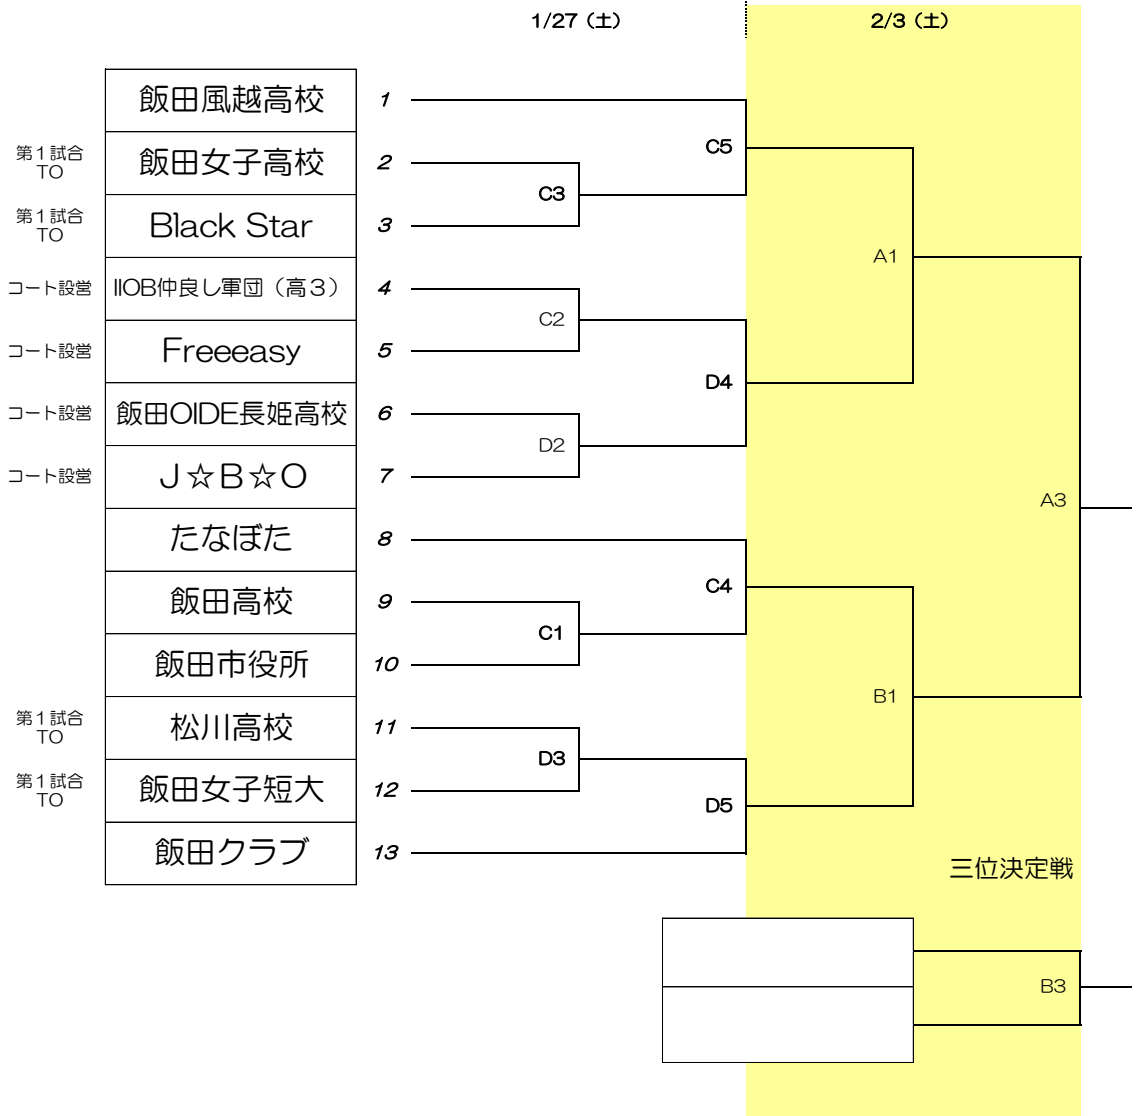 1/27（土）
2/3（土）
飯田風越高校
1
C5
第１試合
TO
飯田女子高校
2
C3
第１試合
TO
Black Star
3
A1
コート設営
IIOB仲良し軍団（高３）
4
C2
コート設営
Freeeasy
5
D4
コート設営
飯田OIDE長姫高校
6
D2
コート設営
J☆B☆O
7
A3
たなぼた
8
C4
飯田高校
9
C1
飯田市役所
10
B1
第１試合
TO
松川高校
11
D3
第１試合
TO
飯田女子短大
12
D5
飯田クラブ
13
三位決定戦
B3